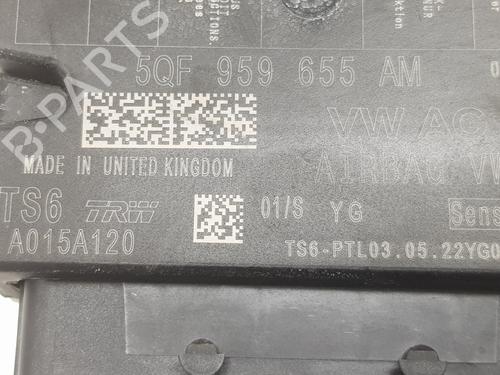 5QF 959 655 AM
VW AG
MADE IN UNITED KINGDOM
AIRBAG VW
TS6 TRW 01/S YG Sens
A015A120
TS6-PTL03.05.22YG0
B-PARTS